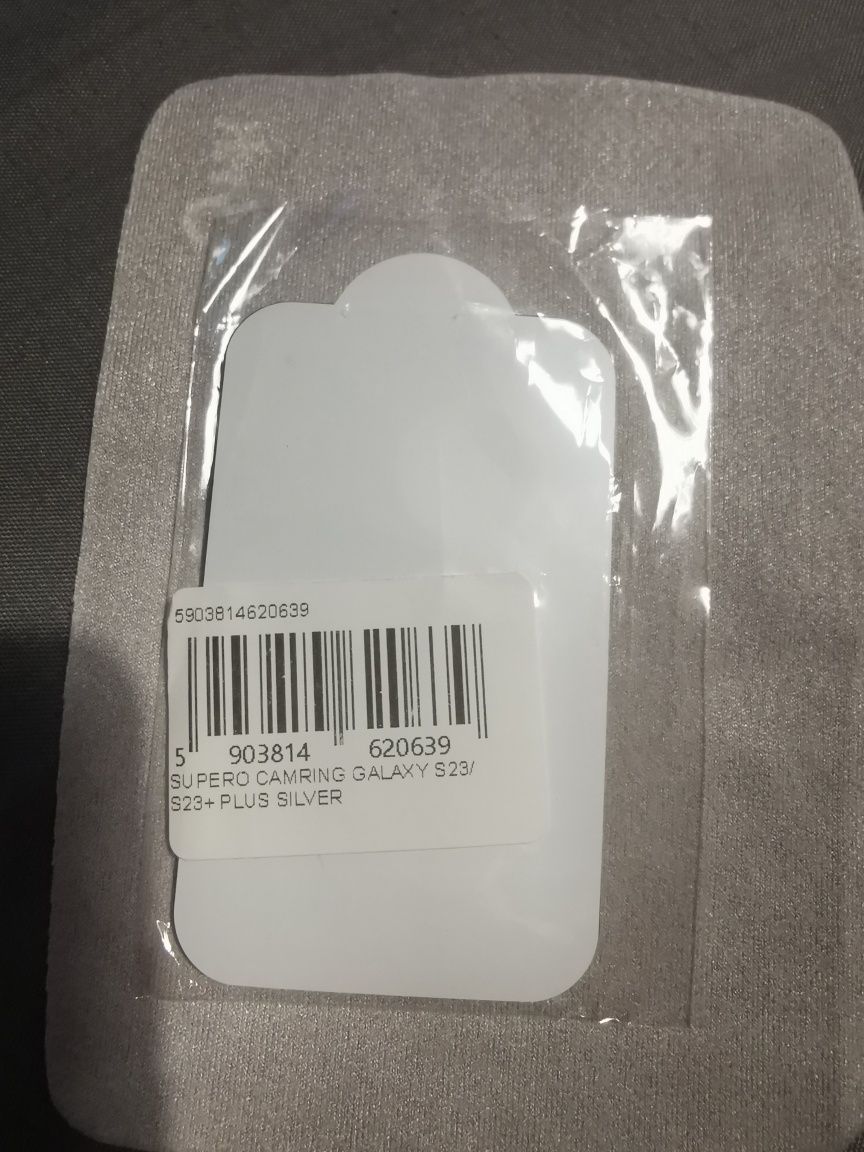 5903814620639
5 903814 620639
SUPERO CAMRING GALAXY S23/
S23+ PLUS SILVER